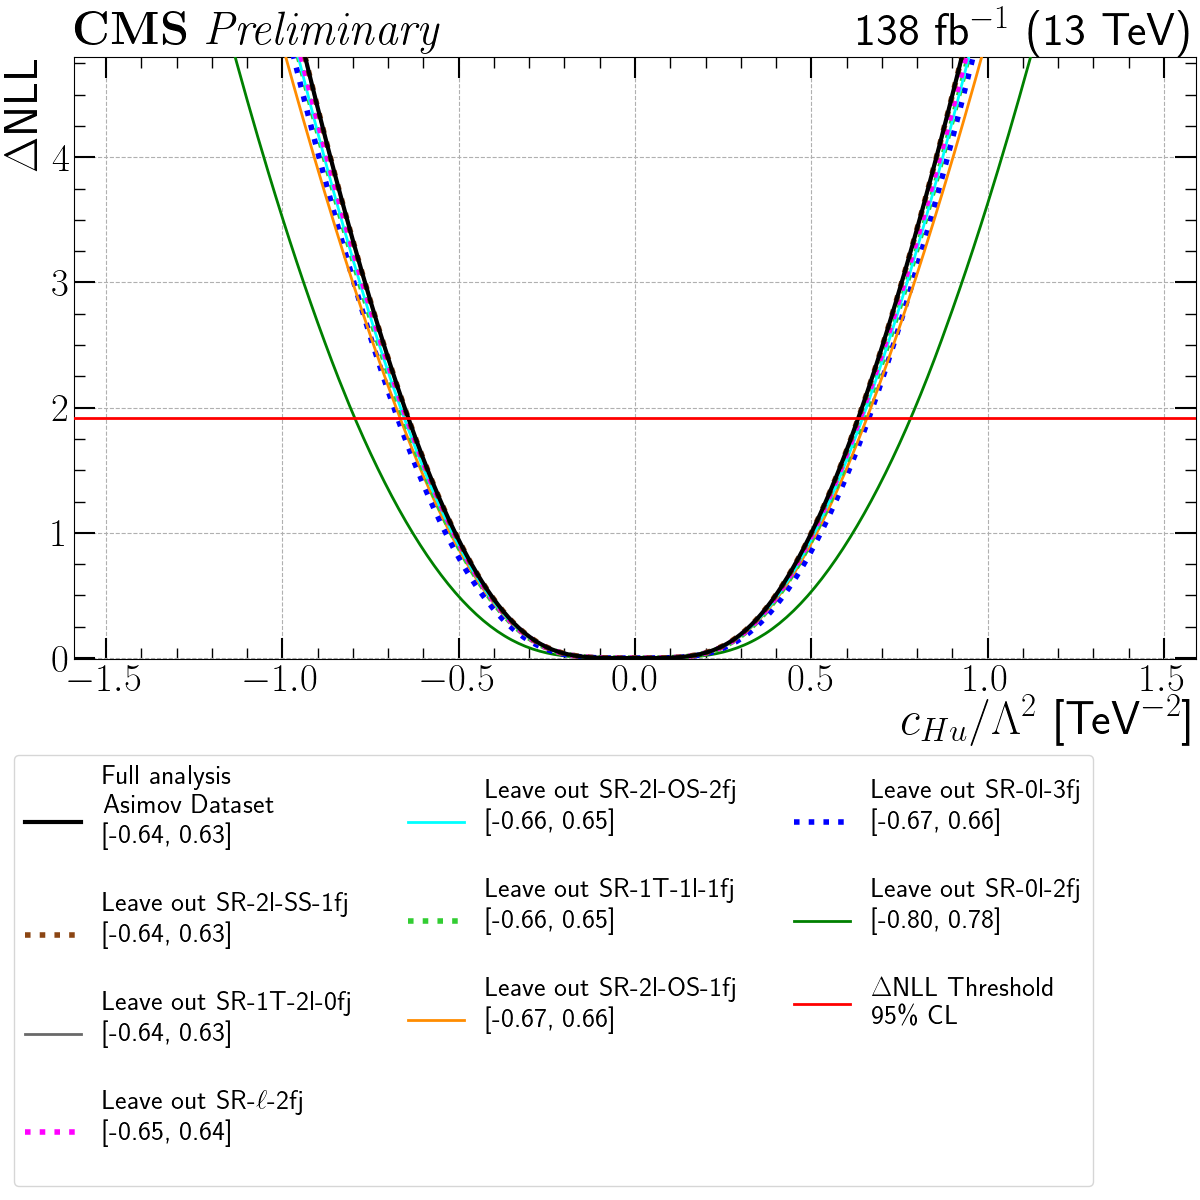 CMS Preliminary
138 fb⁻¹ (13 TeV)
ΔNLL
4
3
2
1
0
−1.5 −1.0 −0.5 0.0 0.5 1.0 1.5
c_{Hu}/Λ² [TeV⁻²]
Full analysis
Asimov Dataset
[-0.64, 0.63]
Leave out SR-2l-SS-1fj
[-0.64, 0.63]
Leave out SR-1T-2l-0fj
[-0.64, 0.63]
Leave out SR-ℓ-2fj
[-0.65, 0.64]
Leave out SR-2l-OS-2fj
[-0.66, 0.65]
Leave out SR-1T-1l-1fj
[-0.66, 0.65]
Leave out SR-2l-OS-1fj
[-0.67, 0.66]
Leave out SR-0l-3fj
[-0.67, 0.66]
Leave out SR-0l-2fj
[-0.80, 0.78]
ΔNLL Threshold
95% CL